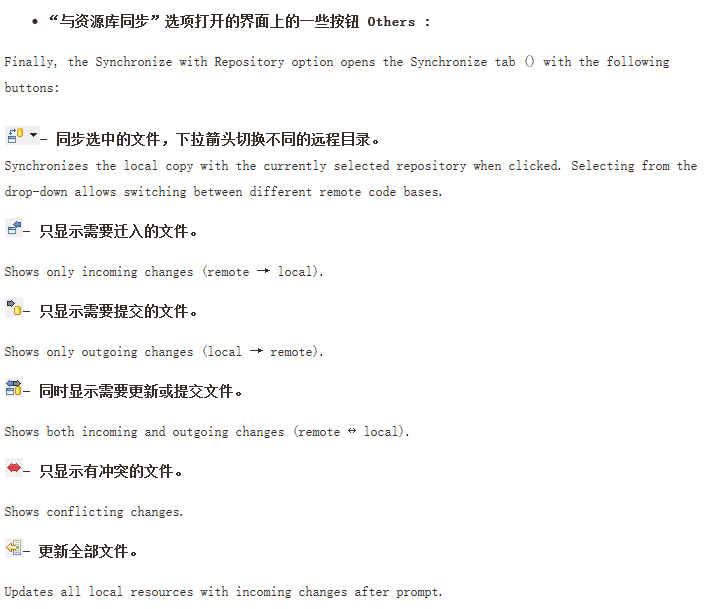 • “与资源库同步”选项打开的界面上的一些按钮 Others :
Finally, the Synchronize with Repository option opens the Synchronize tab () with the following
buttons:
– 同步选中的文件，下拉箭头切换不同的远程目录。
Synchronizes the local copy with the currently selected repository when clicked. Selecting from the
drop-down allows switching between different remote code bases.
– 只显示需要迁入的文件。
Shows only incoming changes (remote → local).
– 只显示需要提交的文件。
Shows only outgoing changes (local → remote).
– 同时显示需要更新或提交文件。
Shows both incoming and outgoing changes (remote ↔ local).
– 只显示有冲突的文件。
Shows conflicting changes.
– 更新全部文件。
Updates all local resources with incoming changes after prompt.